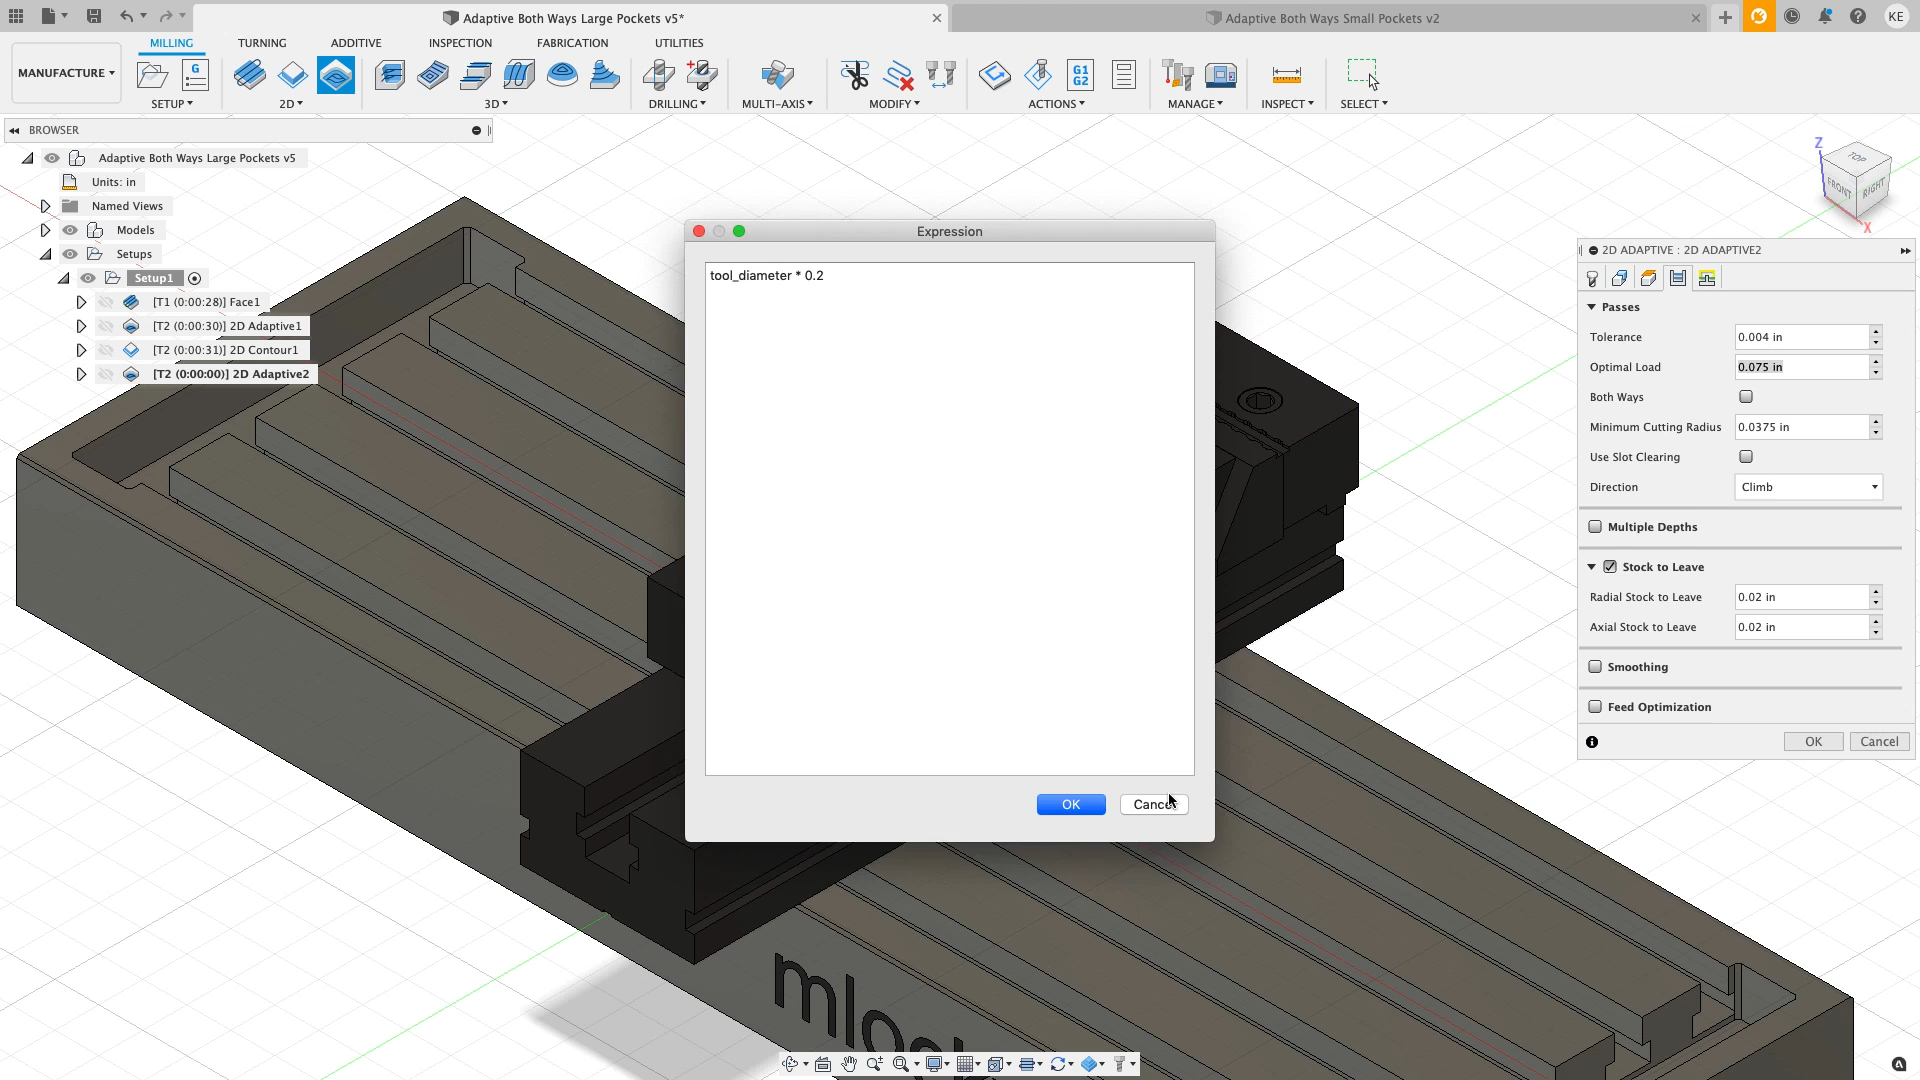 Adaptive Both Ways Large Pockets v5*
Adaptive Both Ways Small Pockets v2
KE
MANUFACTURE
MILLING
TURNING
ADDITIVE
INSPECTION
FABRICATION
UTILITIES
G
G1
G2
SETUP
2D
3D
DRILLING
MULTI-AXIS
MODIFY
ACTIONS
MANAGE
INSPECT
SELECT
BROWSER
Adaptive Both Ways Large Pockets v5
Units: in
Named Views
Models
Setups
Setup1
[T1 (0:00:28)] Face1
[T2 (0:00:30)] 2D Adaptive1
[T2 (0:00:31)] 2D Contour1
[T2 (0:00:00)] 2D Adaptive2
Expression
tool_diameter * 0.2
OK
Cancel
Z
TOP
FRONT
RIGHT
X
2D ADAPTIVE : 2D ADAPTIVE2
Passes
Tolerance 0.004 in
Optimal Load 0.075 in
Both Ways
Minimum Cutting Radius 0.0375 in
Use Slot Clearing
Direction Climb
Multiple Depths
Stock to Leave
Radial Stock to Leave 0.02 in
Axial Stock to Leave 0.02 in
Smoothing
Feed Optimization
OK
Cancel